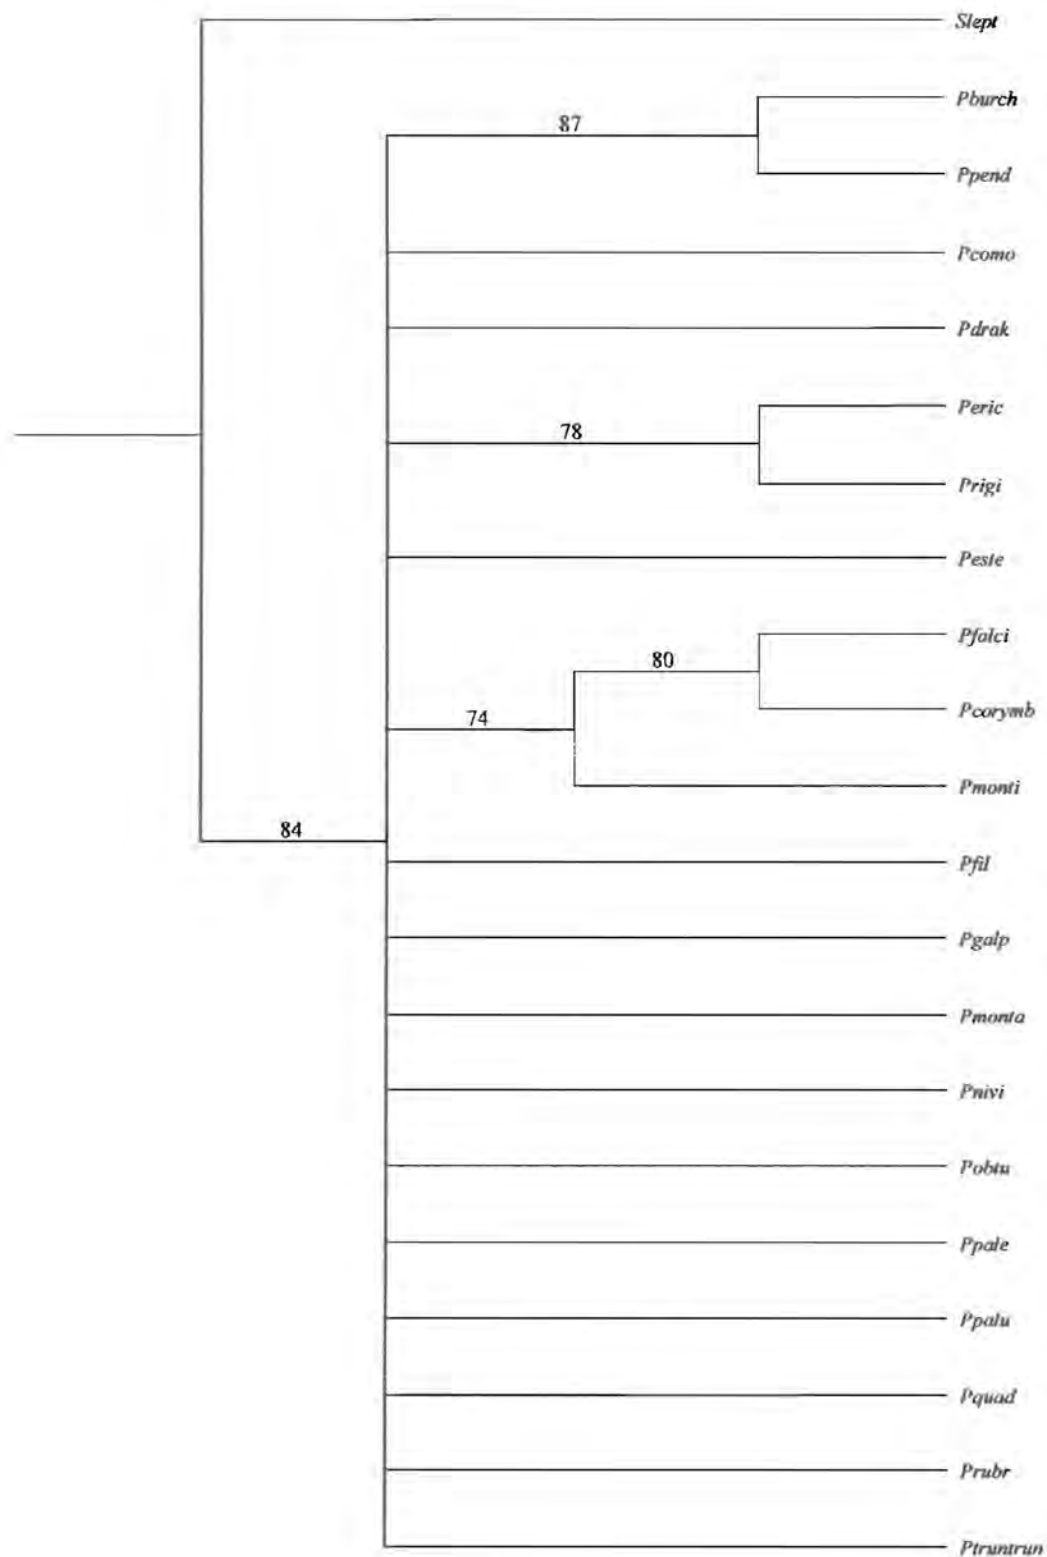 Slept
Pburch
87
Ppend
Pcomo
Pdrak
Peric
78
Prigi
Peste
Pfolci
80
Pcorymb
74
Pmonti
84
Pfil
Pgalp
Pmonta
Pnivi
Pobtu
Ppale
Ppalu
Pquad
Prubr
Ptruntrun